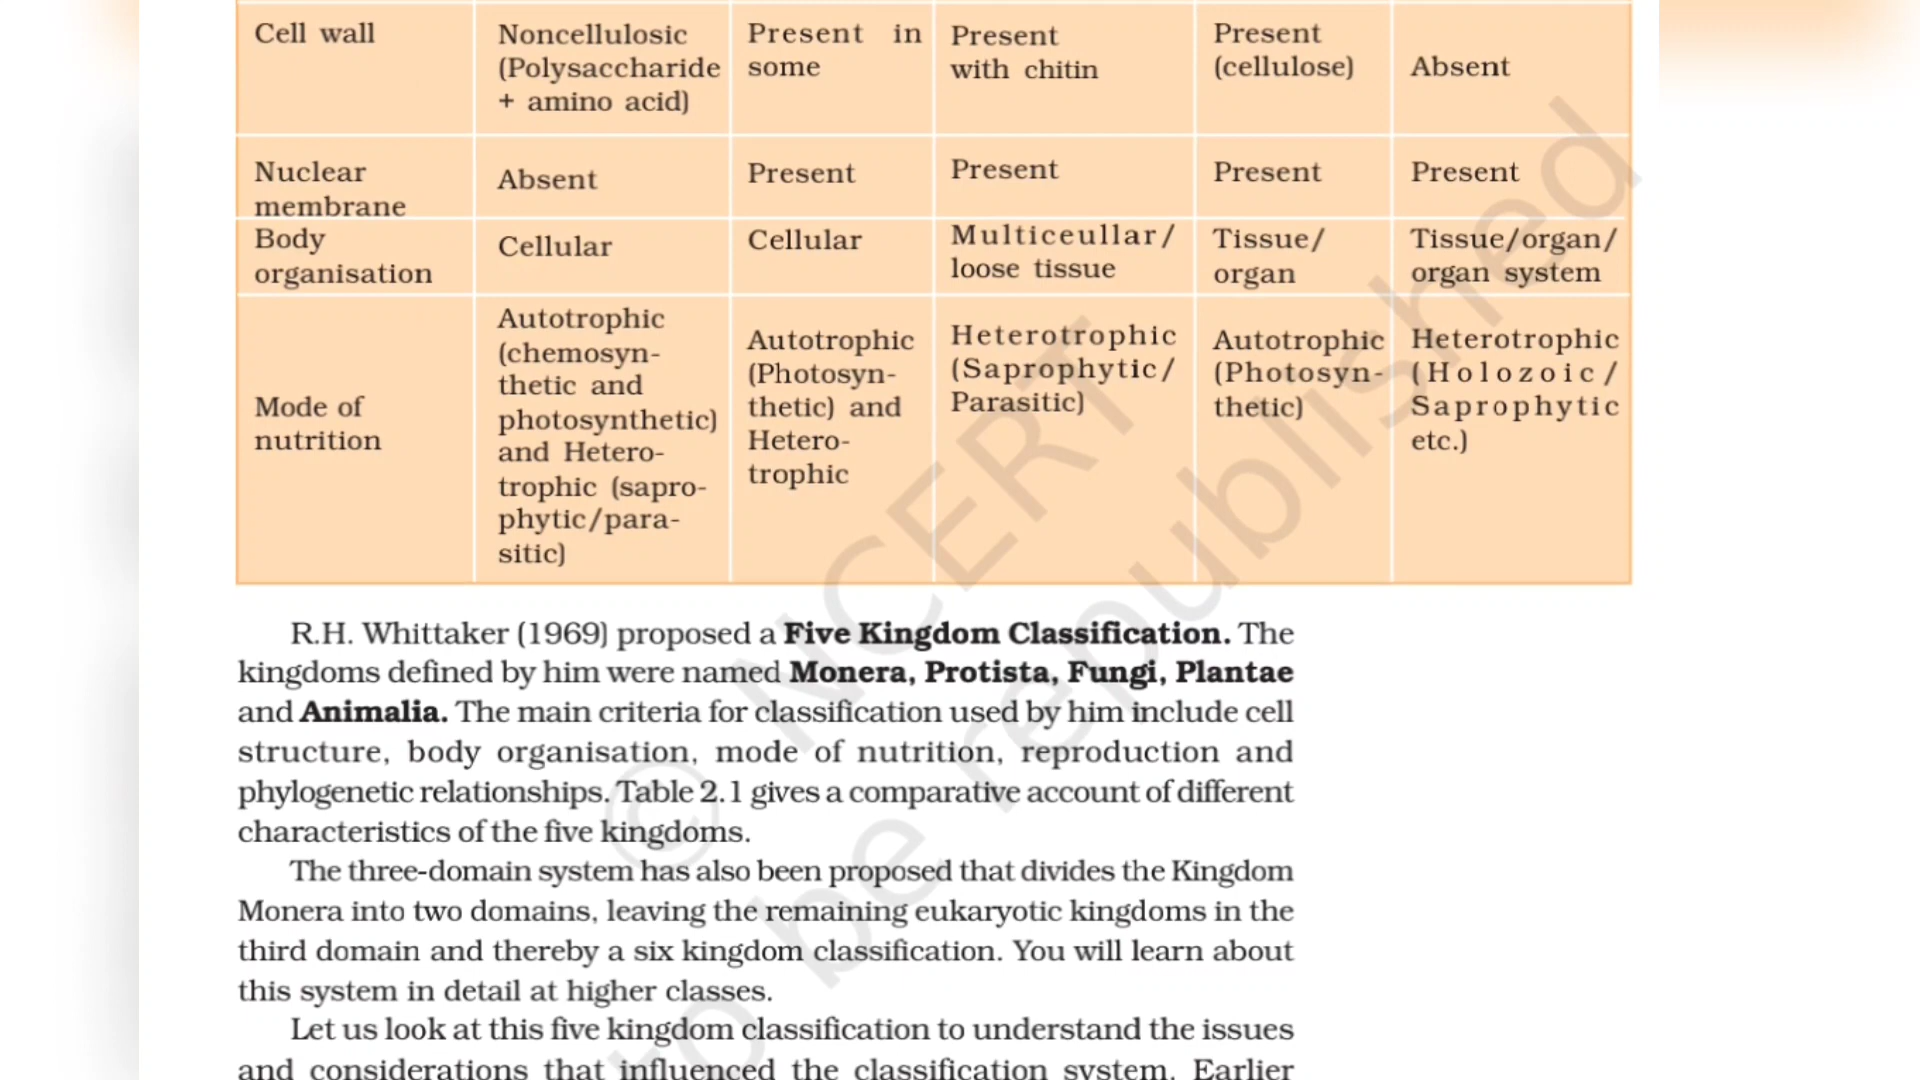 Cell wall
Noncellulosic
(Polysaccharide
+ amino acid)
Present in
some
Present
with chitin
Present
(cellulose)
Absent
Nuclear
membrane
Absent
Present
Present
Present
Present
Body
organisation
Cellular
Cellular
Multiceullar/
loose tissue
Tissue/
organ
Tissue/organ/
organ system
Mode of
nutrition
Autotrophic
(chemosyn-
thetic and
photosynthetic)
and Hetero-
trophic (sapro-
phytic/para-
sitic)
Autotrophic
(Photosyn-
thetic) and
Hetero-
trophic
Heterotrophic
(Saprophytic/
Parasitic)
Autotrophic
(Photosyn-
thetic)
Heterotrophic
(Holozoic/
Saprophytic
etc.)
R.H. Whittaker (1969) proposed a Five Kingdom Classification. The
kingdoms defined by him were named Monera, Protista, Fungi, Plantae
and Animalia. The main criteria for classification used by him include cell
structure, body organisation, mode of nutrition, reproduction and
phylogenetic relationships. Table 2.1 gives a comparative account of different
characteristics of the five kingdoms.
The three-domain system has also been proposed that divides the Kingdom
Monera into two domains, leaving the remaining eukaryotic kingdoms in the
third domain and thereby a six kingdom classification. You will learn about
this system in detail at higher classes.
Let us look at this five kingdom classification to understand the issues
and considerations that influenced the classification system. Earlier
© NCERT
to be republished